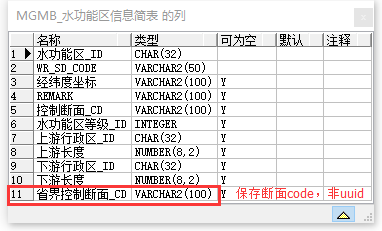 MGMB_水功能区信息简表 的列
名称 类型 可为空 默认 注释
1 水功能区_ID CHAR(32)
2 WR_SD_CODE VARCHAR2(50)
3 经纬度坐标 VARCHAR2(100) Y
4 REMARK VARCHAR2(100) Y
5 控制断面_CD VARCHAR2(100) Y
6 水功能区等级_ID INTEGER Y
7 上游行政区_ID CHAR(32) Y
8 上游长度 NUMBER(8,2) Y
9 下游行政区_ID CHAR(32) Y
10 下游长度 NUMBER(8,2) Y
11 省界控制断面_CD VARCHAR2(100) Y 保存断面code，非uuid